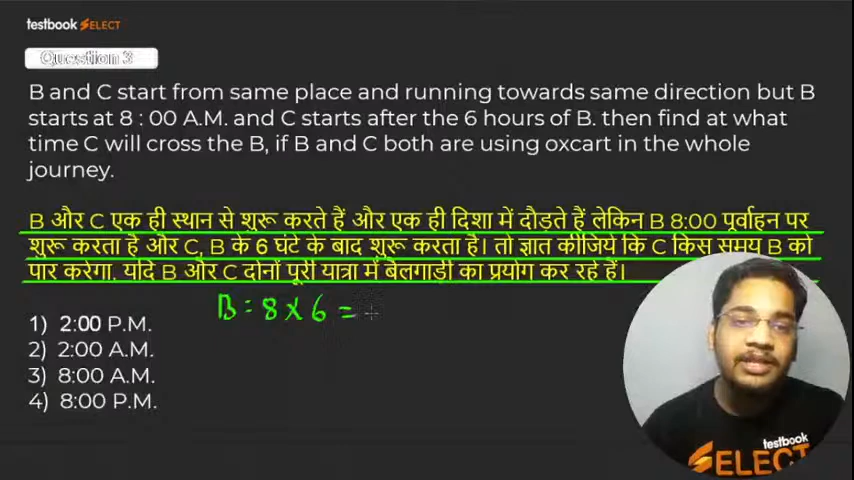 testbook SELECT
Question 3
B and C start from same place and running towards same direction but B
starts at 8 : 00 A.M. and C starts after the 6 hours of B. then find at what
time C will cross the B, if B and C both are using oxcart in the whole
journey.
B और C एक ही स्थान से शुरू करते हैं और एक ही दिशा में दौड़ते हैं लेकिन B 8:00 पूर्वाहन पर
शुरू करता है और C, B के 6 घंटे के बाद शुरू करता है। तो ज्ञात कीजिये कि C किस समय B को
पार करेगा. यदि B और C दोनों पूरी यात्रा में बैलगाड़ी का प्रयोग कर रहे हैं।
B = 8 x 6 =
1) 2:00 P.M.
2) 2:00 A.M.
3) 8:00 A.M.
4) 8:00 P.M.
testbook
SELECT